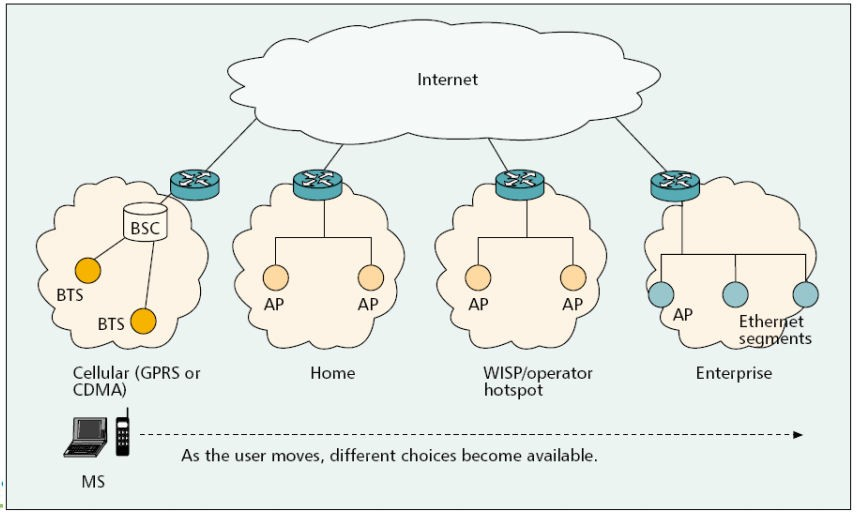 Internet
BSC
BTS
BTS
AP
AP
AP
AP
AP
Ethernet
segments
Cellular (GPRS or
CDMA)
Home
WISP/operator
hotspot
Enterprise
As the user moves, different choices become available.
MS